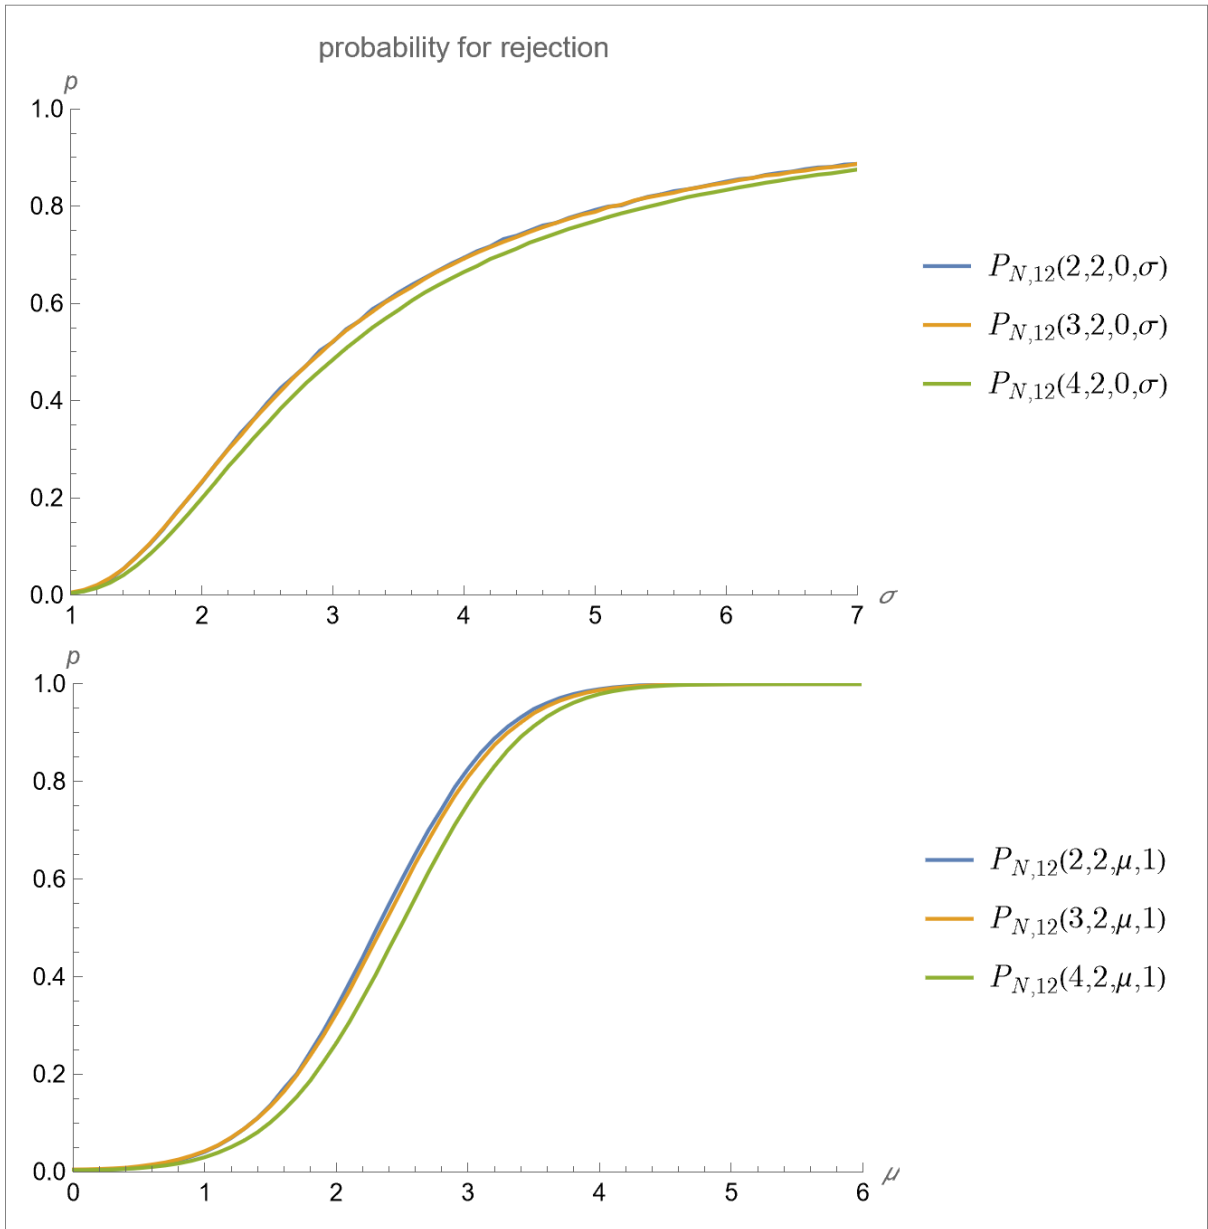 probability for rejection
p
1.0
0.8
0.6
0.4
0.2
0.0
1 2 3 4 5 6 7 σ
P_{N,12}(2,2,0,σ)
P_{N,12}(3,2,0,σ)
P_{N,12}(4,2,0,σ)
p
1.0
0.8
0.6
0.4
0.2
0.0
0 1 2 3 4 5 6 μ
P_{N,12}(2,2,μ,1)
P_{N,12}(3,2,μ,1)
P_{N,12}(4,2,μ,1)